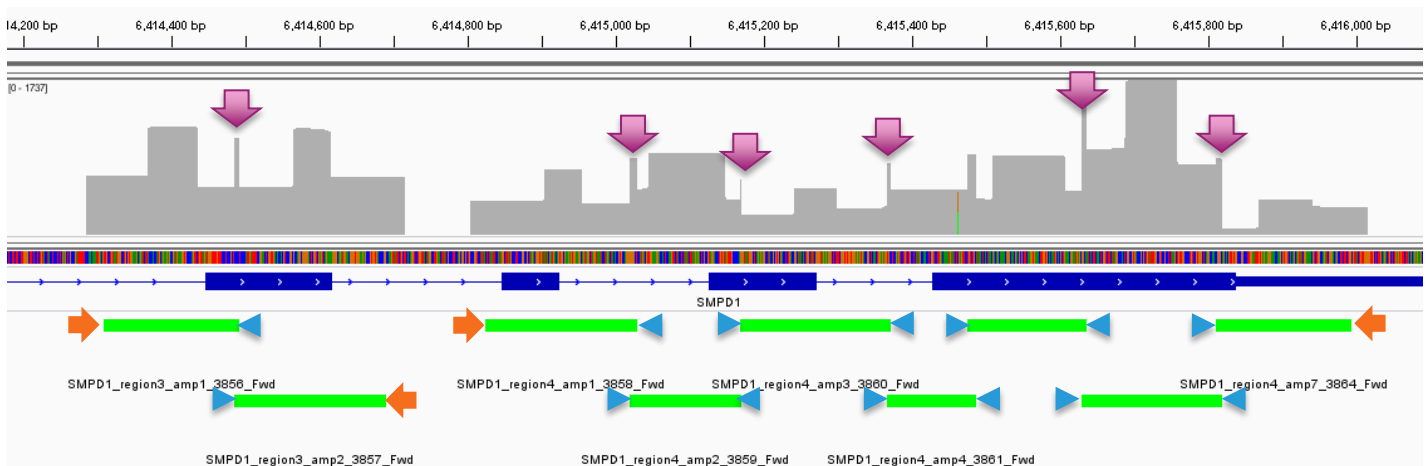 14,200 bp 6,414,400 bp 6,414,600 bp 6,414,800 bp 6,415,000 bp 6,415,200 bp 6,415,400 bp 6,415,600 bp 6,415,800 bp 6,416,000 bp
[0 - 1737]
SMPD1
SMPD1_region3_amp1_3856_Fwd SMPD1_region4_amp1_3858_Fwd SMPD1_region4_amp3_3860_Fwd SMPD1_region4_amp7_3864_Fwd
SMPD1_region3_amp2_3857_Fwd SMPD1_region4_amp2_3859_Fwd SMPD1_region4_amp4_3861_Fwd